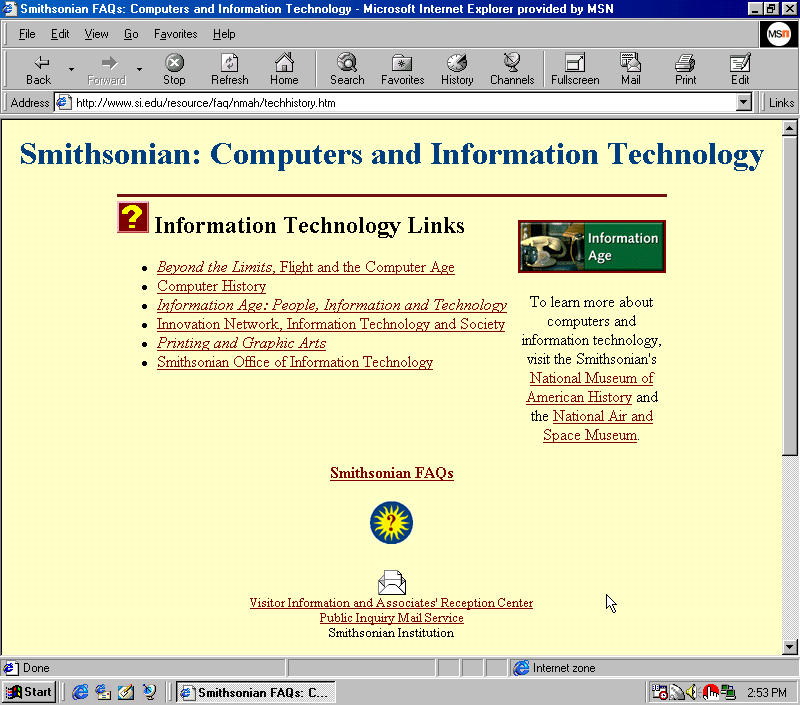 Smithsonian FAQs: Computers and Information Technology - Microsoft Internet Explorer provided by MSN
File Edit View Go Favorites Help
msn
Back Forward Stop Refresh Home Search Favorites History Channels Fullscreen Mail Print Edit
Address http://www.si.edu/resource/faq/nmah/techhistory.htm Links
Smithsonian: Computers and Information Technology
? Information Technology Links
Beyond the Limits, Flight and the Computer Age
Computer History
Information Age: People, Information and Technology
Innovation Network, Information Technology and Society
Printing and Graphic Arts
Smithsonian Office of Information Technology
Information
Age
To learn more about
computers and
information technology,
visit the Smithsonian's
National Museum of
American History and
the National Air and
Space Museum.
Smithsonian FAQs
?
Visitor Information and Associates' Reception Center
Public Inquiry Mail Service
Smithsonian Institution
Done Internet zone
Start Smithsonian FAQs: C... 2:53 PM